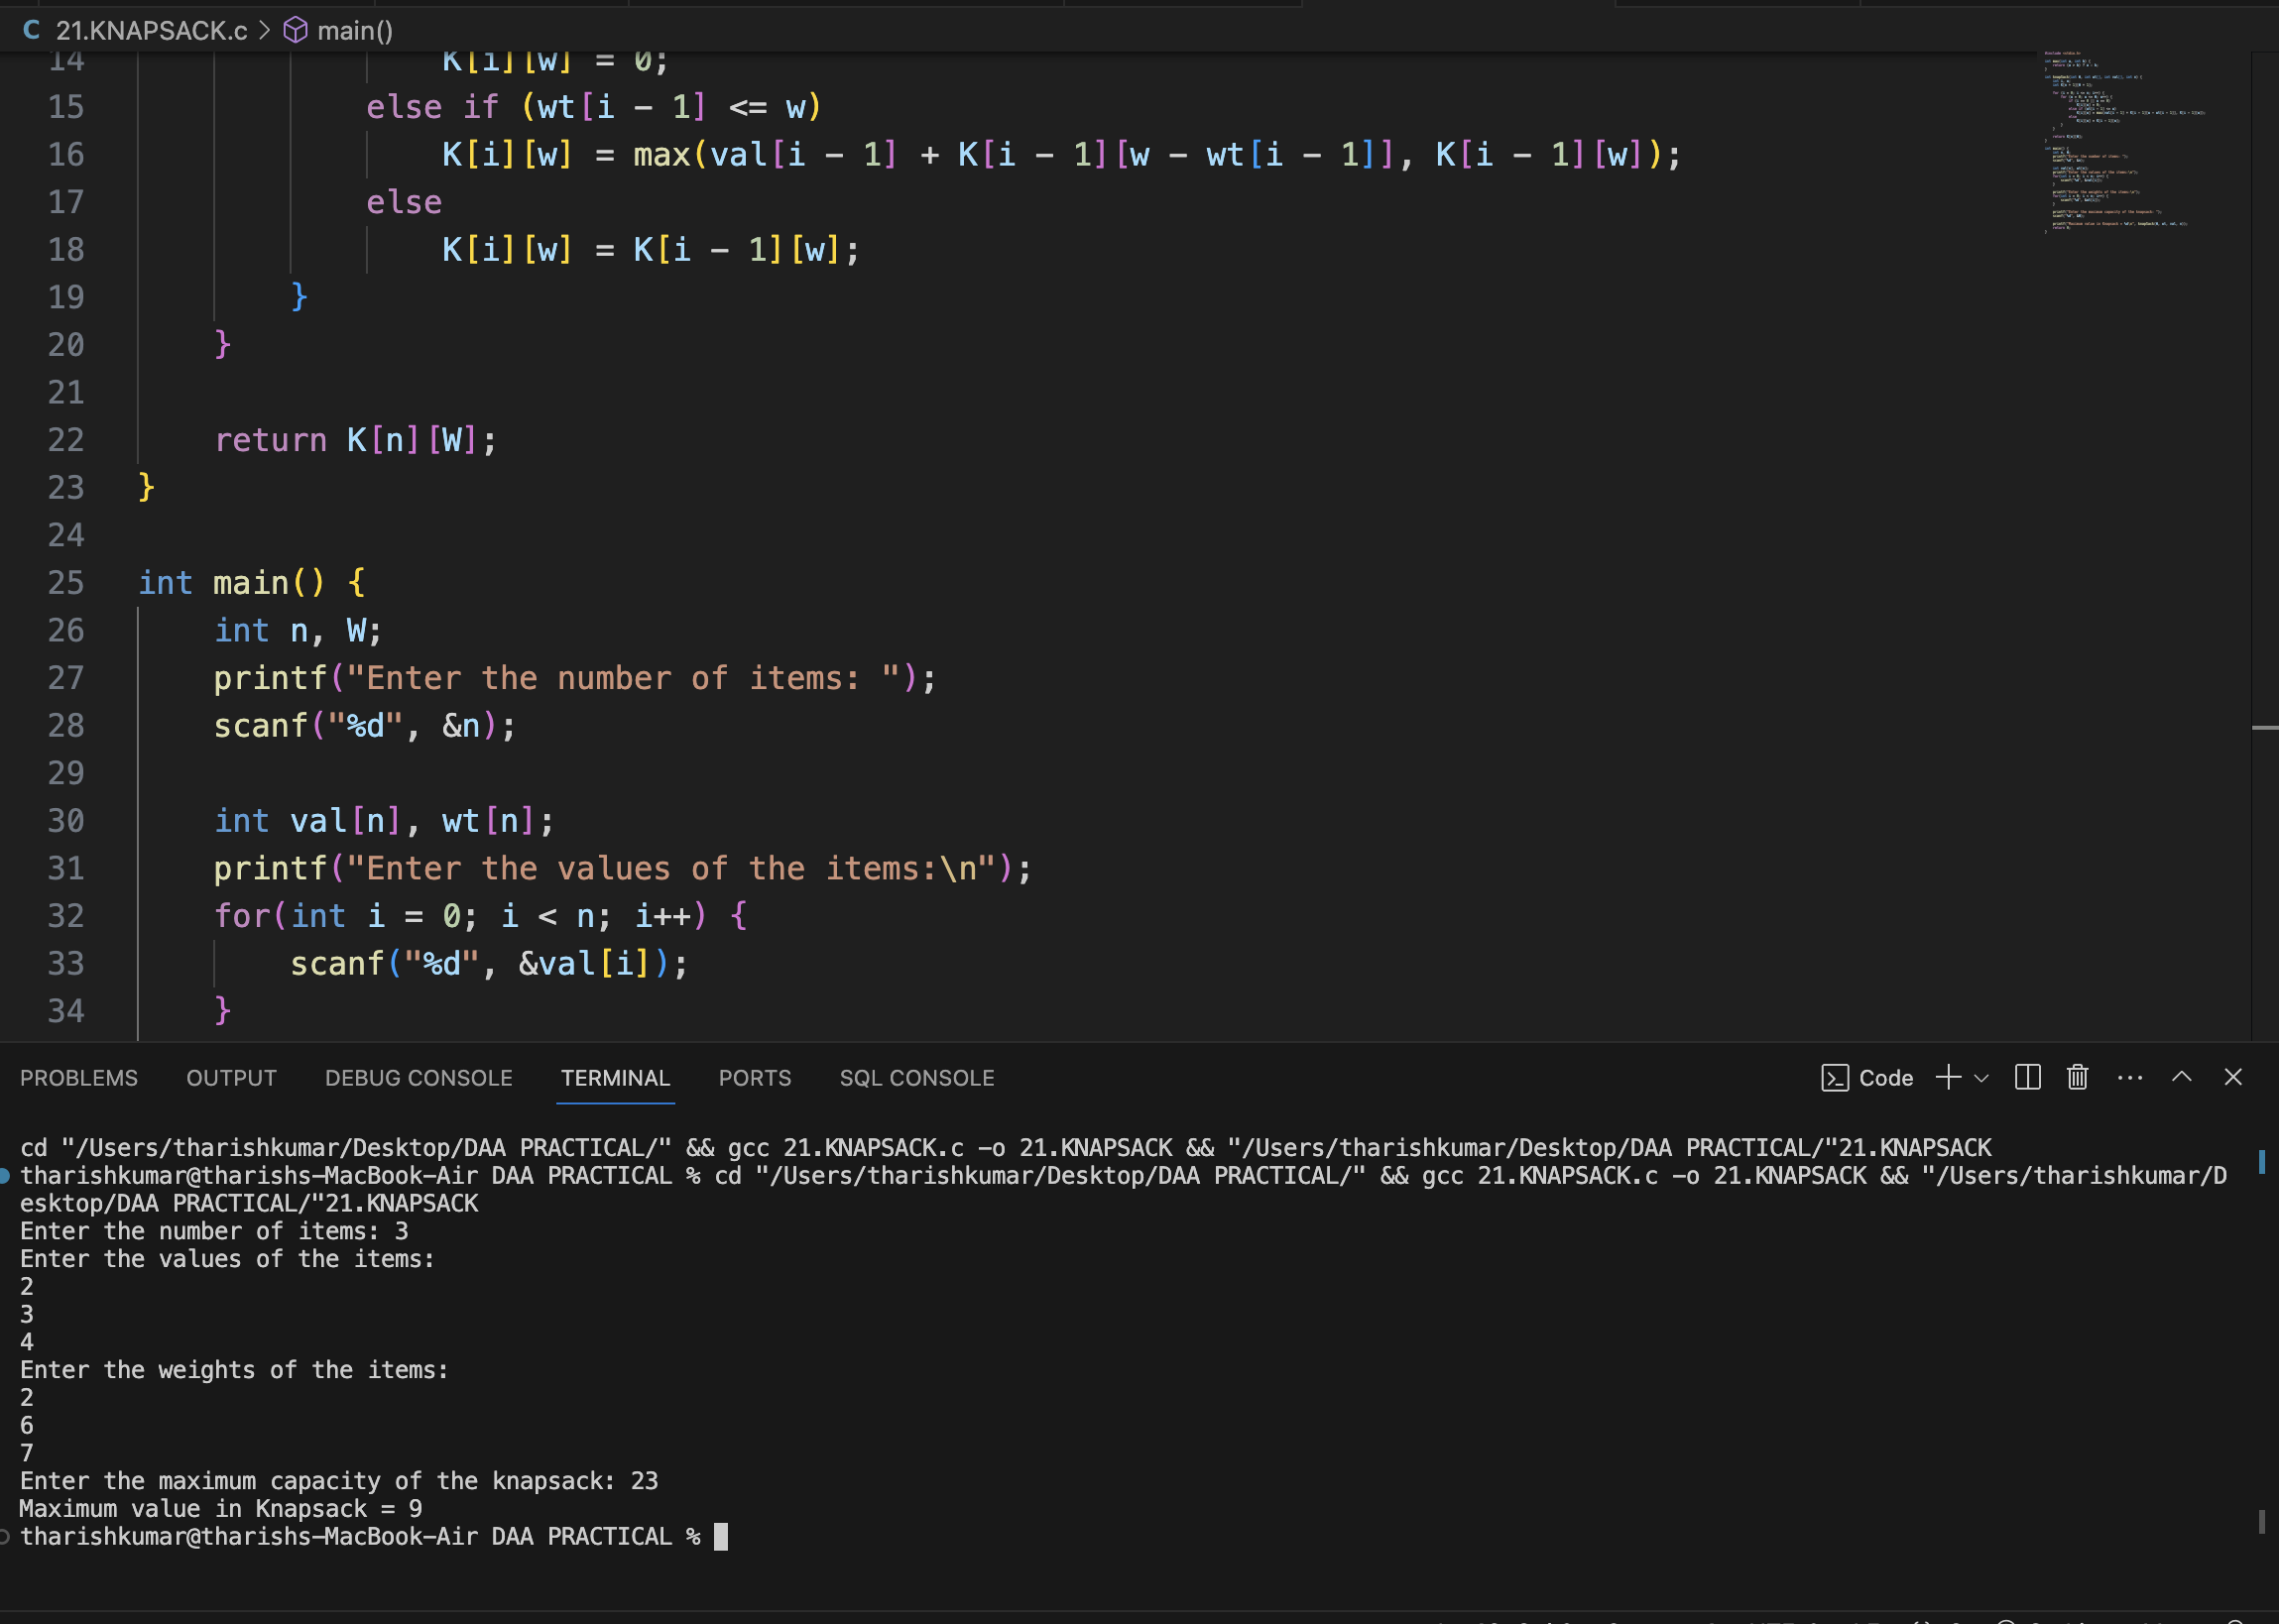 C 21.KNAPSACK.c > main()
14 K[i][w] = 0;
15 else if (wt[i - 1] <= w)
16 K[i][w] = max(val[i - 1] + K[i - 1][w - wt[i - 1]], K[i - 1][w]);
17 else
18 K[i][w] = K[i - 1][w];
19 }
20 }
21
22 return K[n][W];
23 }
24
25 int main() {
26 int n, W;
27 printf("Enter the number of items: ");
28 scanf("%d", &n);
29
30 int val[n], wt[n];
31 printf("Enter the values of the items:\n");
32 for(int i = 0; i < n; i++) {
33 scanf("%d", &val[i]);
34 }
PROBLEMS OUTPUT DEBUG CONSOLE TERMINAL PORTS SQL CONSOLE Code
cd "/Users/tharishkumar/Desktop/DAA PRACTICAL/" && gcc 21.KNAPSACK.c -o 21.KNAPSACK && "/Users/tharishkumar/Desktop/DAA PRACTICAL/"21.KNAPSACK
tharishkumar@tharishs-MacBook-Air DAA PRACTICAL % cd "/Users/tharishkumar/Desktop/DAA PRACTICAL/" && gcc 21.KNAPSACK.c -o 21.KNAPSACK && "/Users/tharishkumar/D
esktop/DAA PRACTICAL/"21.KNAPSACK
Enter the number of items: 3
Enter the values of the items:
2
3
4
Enter the weights of the items:
2
6
7
Enter the maximum capacity of the knapsack: 23
Maximum value in Knapsack = 9
tharishkumar@tharishs-MacBook-Air DAA PRACTICAL %